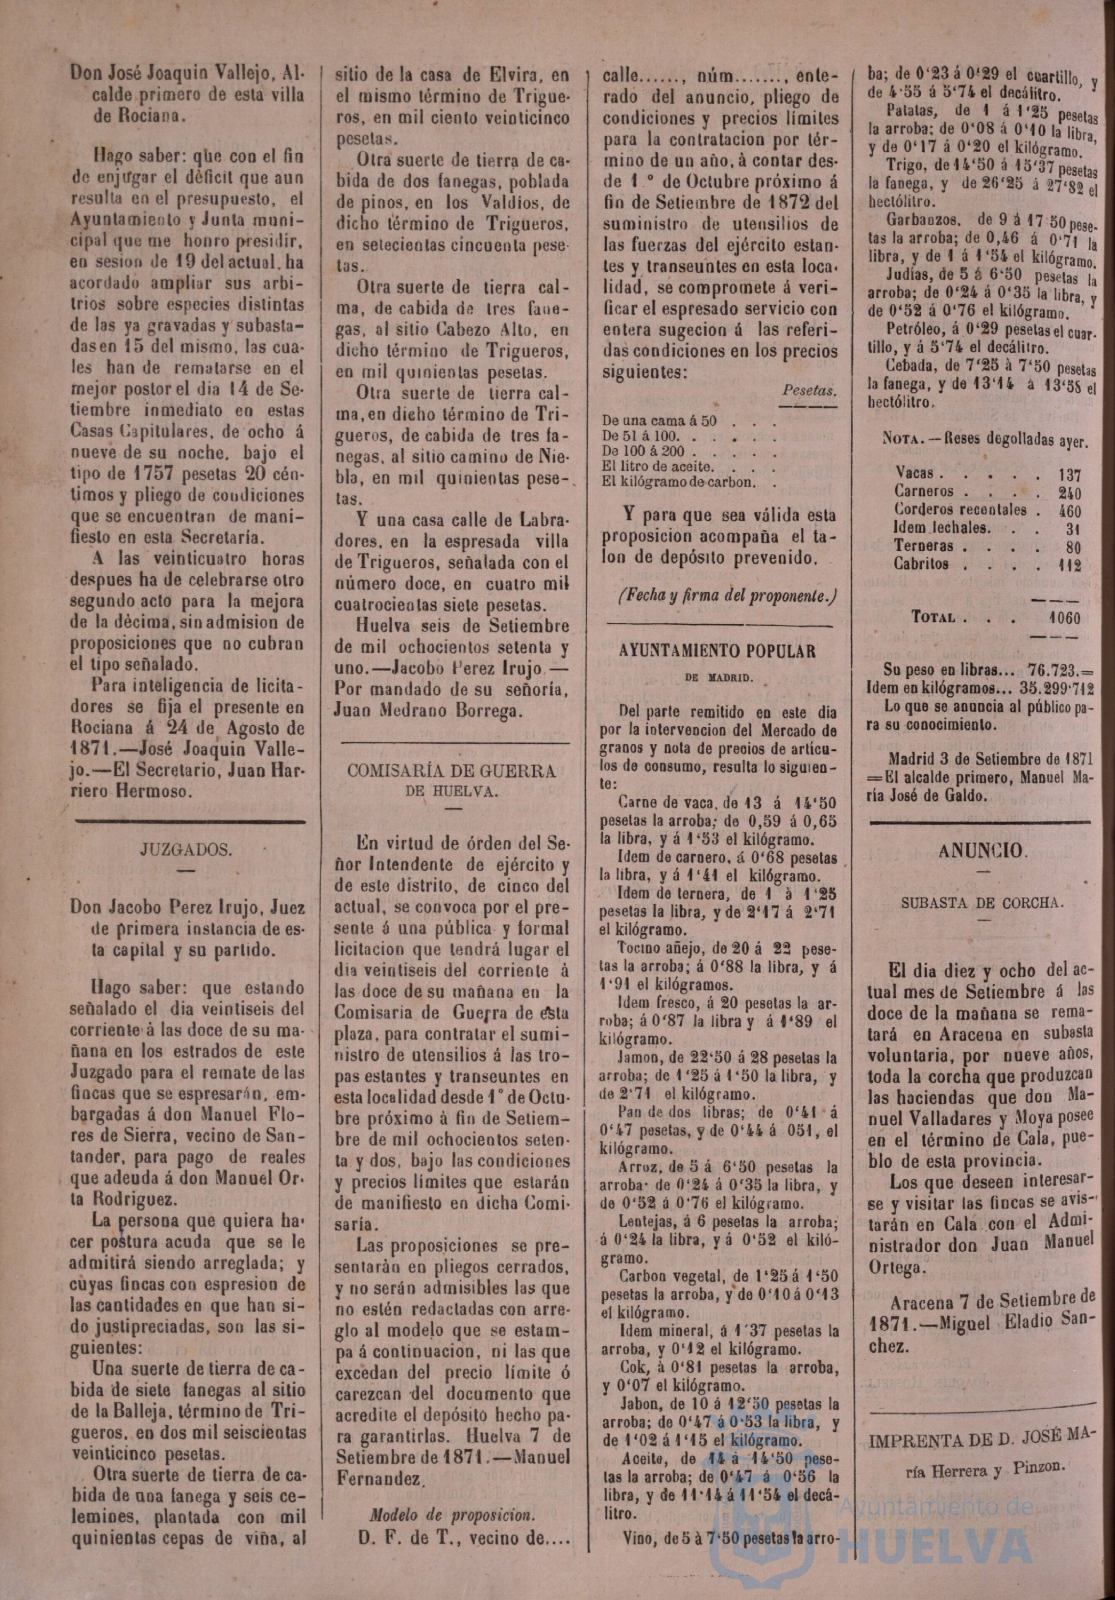 Don José Joaquin Vallejo, Al-
calde primero de esta villa
de Rociana.
Hago saber: que con el fin
de enjugar el déficit que aun
resulta en el presupuesto, el
Ayuntamiento y Junta muni-
cipal que me honro presidir,
en sesion de 19 del actual, ha
acordado ampliar sus arbi-
trios sobre especies distintas
de las ya gravadas y subasta-
das en 15 del mismo, las cua-
les han de rematarse en el
mejor postor el dia 14 de Se-
tiembre inmediato en estas
Casas Capitulares, de ocho á
nueve de su noche, bajo el
tipo de 1757 pesetas 20 cén-
timos y pliego de condiciones
que se encuentran de mani-
fiesto en esta Secretaría.
A las veinticuatro horas
despues ha de celebrarse otro
segundo acto para la mejora
de la décima, sin admision de
proposiciones que no cubran
el tipo señalado.
Para inteligencia de licita-
dores se fija el presente en
Rociana á 24 de Agosto de
1871.—José Joaquin Valle-
jo.—El Secretario, Juan Har-
riero Hermoso.
JUZGADOS.
Don Jacobo Perez Irujo, Juez
de primera instancia de es-
ta capital y su partido.
Hago saber: que estando
señalado el dia veintiseis del
corriente á las doce de su ma-
ñana en los estrados de este
Juzgado para el remate de las
fincas que se espresarán, em-
bargadas á don Manuel Flo-
res de Sierra, vecino de San-
tander, para pago de reales
que adeuda á don Manuel Or-
ta Rodriguez.
La persona que quiera ha-
cer postura acuda que se le
admitirá siendo arreglada; y
cuyas fincas con espresion de
las cantidades en que han si-
do justipreciadas, son las si-
guientes:
Una suerte de tierra de ca-
bida de siete fanegas al sitio
de la Balleja, término de Tri-
gueros, en dos mil seiscientas
veinticinco pesetas.
Otra suerte de tierra de ca-
bida de una fanega y seis ce-
lemines, plantada con mil
quinientas cepas de viña, al
sitio de la casa de Elvira, en
el mismo término de Trigue-
ros, en mil ciento veinticinco
pesetas.
Otra suerte de tierra de ca-
bida de dos fanegas, poblada
de pinos, en los Valdios, de
dicho término de Trigueros,
en setecientas cincuenta pese-
tas.
Otra suerte de tierra cal-
ma, de cabida de tres fane-
gas, al sitio Cabezo Alto, en
dicho término de Trigueros,
en mil quinientas pesetas.
Otra suerte de tierra cal-
ma, en dicho término de Tri-
gueros, de cabida de tres fa-
negas, al sitio camino de Nie-
bla, en mil quinientas pese-
tas.
Y una casa calle de Labra-
dores, en la espresada villa
de Trigueros, señalada con el
número doce, en cuatro mil
cuatrocientas siete pesetas.
Huelva seis de Setiembre
de mil ochocientos setenta y
uno.—Jacobo Perez Irujo.—
Por mandado de su señoría,
Juan Medrano Borrega.
COMISARÍA DE GUERRA
DE HUELVA.
En virtud de órden del Se-
ñor Intendente de ejército y
de este distrito, de cinco del
actual, se convoca por el pre-
sente á una pública y formal
licitacion que tendrá lugar el
dia veintiseis del corriente á
las doce de su mañana en la
Comisaria de Guerra de esta
plaza, para contratar el sumi-
nistro de utensilios á las tro-
pas estantes y transeuntes en
esta localidad desde 1º de Octu-
bre próximo á fin de Setiem-
bre de mil ochocientos seten-
ta y dos, bajo las condiciones
y precios límites que estarán
de manifiesto en dicha Comi-
saría.
Las proposiciones se pre-
sentarán en pliegos cerrados,
y no serán admisibles las que
no estén redactadas con arre-
glo al modelo que se estam-
pa á continuacion, ni las que
excedan del precio límite ó
carezcan del documento que
acredite el depósito hecho pa-
ra garantirlas. Huelva 7 de
Setiembre de 1871.—Manuel
Fernandez.
Modelo de proposicion.
D. F. de T., vecino de....
calle......, núm......., ente-
rado del anuncio, pliego de
condiciones y precios límites
para la contratacion por tér-
mino de un año, á contar des-
de 1.º de Octubre próximo á
fin de Setiembre de 1872 del
suministro de utensilios de
las fuerzas del ejército estan-
tes y transeuntes en esta loca-
lidad, se compromete á veri-
ficar el espresado servicio con
entera sugecion á las referi-
das condiciones en los precios
siguientes:
Pesetas.
De una cama á 50 . . .
De 51 á 100. . . . . .
De 100 á 200 . . . . .
El litro de aceite. . . .
El kilógramo de carbon. .
Y para que sea válida esta
proposicion acompaña el ta-
lon de depósito prevenido.
(Fecha y firma del proponente.)
AYUNTAMIENTO POPULAR
DE MADRID.
Del parte remitido en este dia
por la intervencion del Mercado de
granos y nota de precios de artícu-
los de consumo, resulta lo siguien-
te:
Carne de vaca, de 13 á 14'50
pesetas la arroba; de 0,59 á 0,65
la libra, y á 1'53 el kilógramo.
Idem de carnero, á 0'68 pesetas
la libra, y á 1'41 el kilógramo.
Idem de ternera, de 1 á 1'25
pesetas la libra, y de 2'17 á 2'71
el kilógramo.
Tocino añejo, de 20 á 22 pese-
tas la arroba; á 0'88 la libra, y á
1'91 el kilógramos.
Idem fresco, á 20 pesetas la ar-
roba; á 0'87 la libra y á 1'89 el
kilógramo.
Jamon, de 22'50 á 28 pesetas la
arroba; de 1'25 á 1'50 la libra, y
de 2'71 el kilógramo.
Pan de dos libras; de 0'41 á
0'47 pesetas, y de 0'44 á 051, el
kilógramo.
Arroz, de 5 á 6'50 pesetas la
arroba; de 0'24 á 0'35 la libra, y
de 0'52 á 0'76 el kilógramo.
Lentejas, á 6 pesetas la arroba;
á 0'24 la libra, y á 0'52 el kiló-
gramo.
Carbon vegetal, de 1'25 á 1'50
pesetas la arroba, y de 0'10 á 0'13
el kilógramo.
Idem mineral, á 1'37 pesetas la
arroba, y 0'12 el kilógramo.
Cok, á 0'81 pesetas la arroba,
y 0'07 el kilógramo.
Jabon, de 10 á 12'50 pesetas la
arroba; de 0'47 á 0'53 la libra, y
de 1'02 á 1'15 el kilógramo.
Aceite, de 14 á 14'50 pese-
tas la arroba; de 0'47 á 0'56 la
libra, y de 11'14 á 11'54 el decá-
litro.
Vino, de 5 á 7'50 pesetas la arro-
ba; de 0'23 á 0'29 el cuartillo, y
de 4'55 á 5'74 el decálitro.
Patatas, de 1 á 1'25 pesetas
la arroba; de 0'08 á 0'10 la libra,
y de 0'17 á 0'20 el kilógramo.
Trigo, de 14'50 á 15'37 pesetas
la fanega, y de 26'25 á 27'82 el
hectólitro.
Garbanzos, de 9 á 17'50 pese-
tas la arroba; de 0,46 á 0'71 la
libra, y de 1 á 1'54 el kilógramo.
Judías, de 5 á 6'50 pesetas la
arroba; de 0'24 á 0'35 la libra, y
de 0'52 á 0'76 el kilógramo.
Petróleo, á 0'29 pesetas el cuar-
tillo, y á 5'74 el decálitro.
Cebada, de 7'25 á 7'50 pesetas
la fanega, y de 13'14 á 13'58 el
hectólitro.
NOTA.—Reses degolladas ayer.
Vacas . . . . . 137
Carneros . . . . 240
Corderos recentales . 460
Idem lechales. . . 31
Terneras . . . . 80
Cabritos . . . . 112
TOTAL . . . 1060
Su peso en libras... 76.723.=
Idem en kilógramos... 35.299'712
Lo que se anuncia al público pa-
ra su conocimiento.
Madrid 3 de Setiembre de 1871
=El alcalde primero, Manuel Ma-
ría José de Galdo.
ANUNCIO.
SUBASTA DE CORCHA.
El dia diez y ocho del ac-
tual mes de Setiembre á las
doce de la mañana se rema-
tará en Aracena en subasta
voluntaria, por nueve años,
toda la corcha que produzcan
las haciendas que don Ma-
nuel Valladares y Moya posee
en el término de Cala, pue-
blo de esta provincia.
Los que deseen interesar-
se y visitar las fincas se avis-
tarán en Cala con el Admi-
nistrador don Juan Manuel
Ortega.
Aracena 7 de Setiembre de
1871.—Miguel Eladio San-
chez.
IMPRENTA DE D. JOSÉ MA-
ría Herrera y Pinzon.
Ayuntamiento de
HUELVA